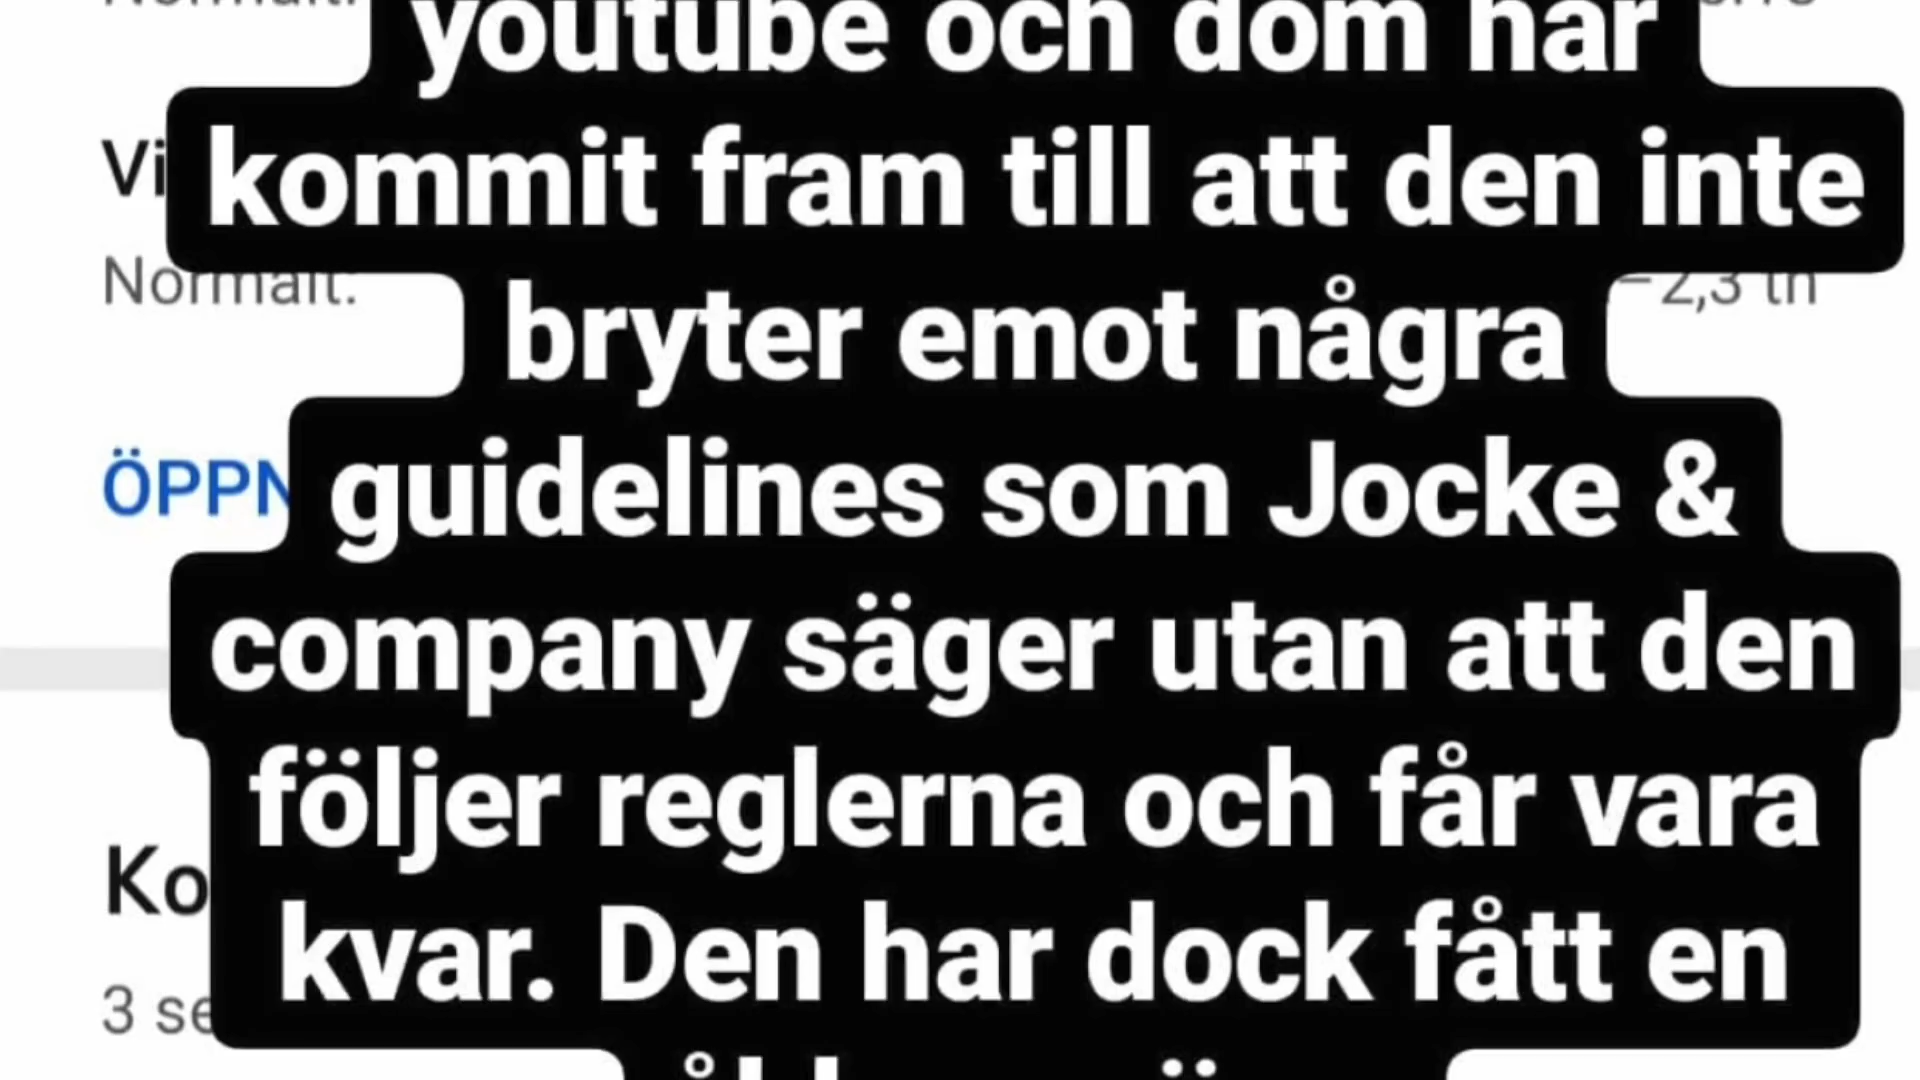 youtube och dom har
Vi
kommit fram till att den inte
Normalt:
– 2,3 tn
bryter emot några
ÖPPN
guidelines som Jocke &
company säger utan att den
följer reglerna och får vara
Ko
kvar. Den har dock fått en
3 se